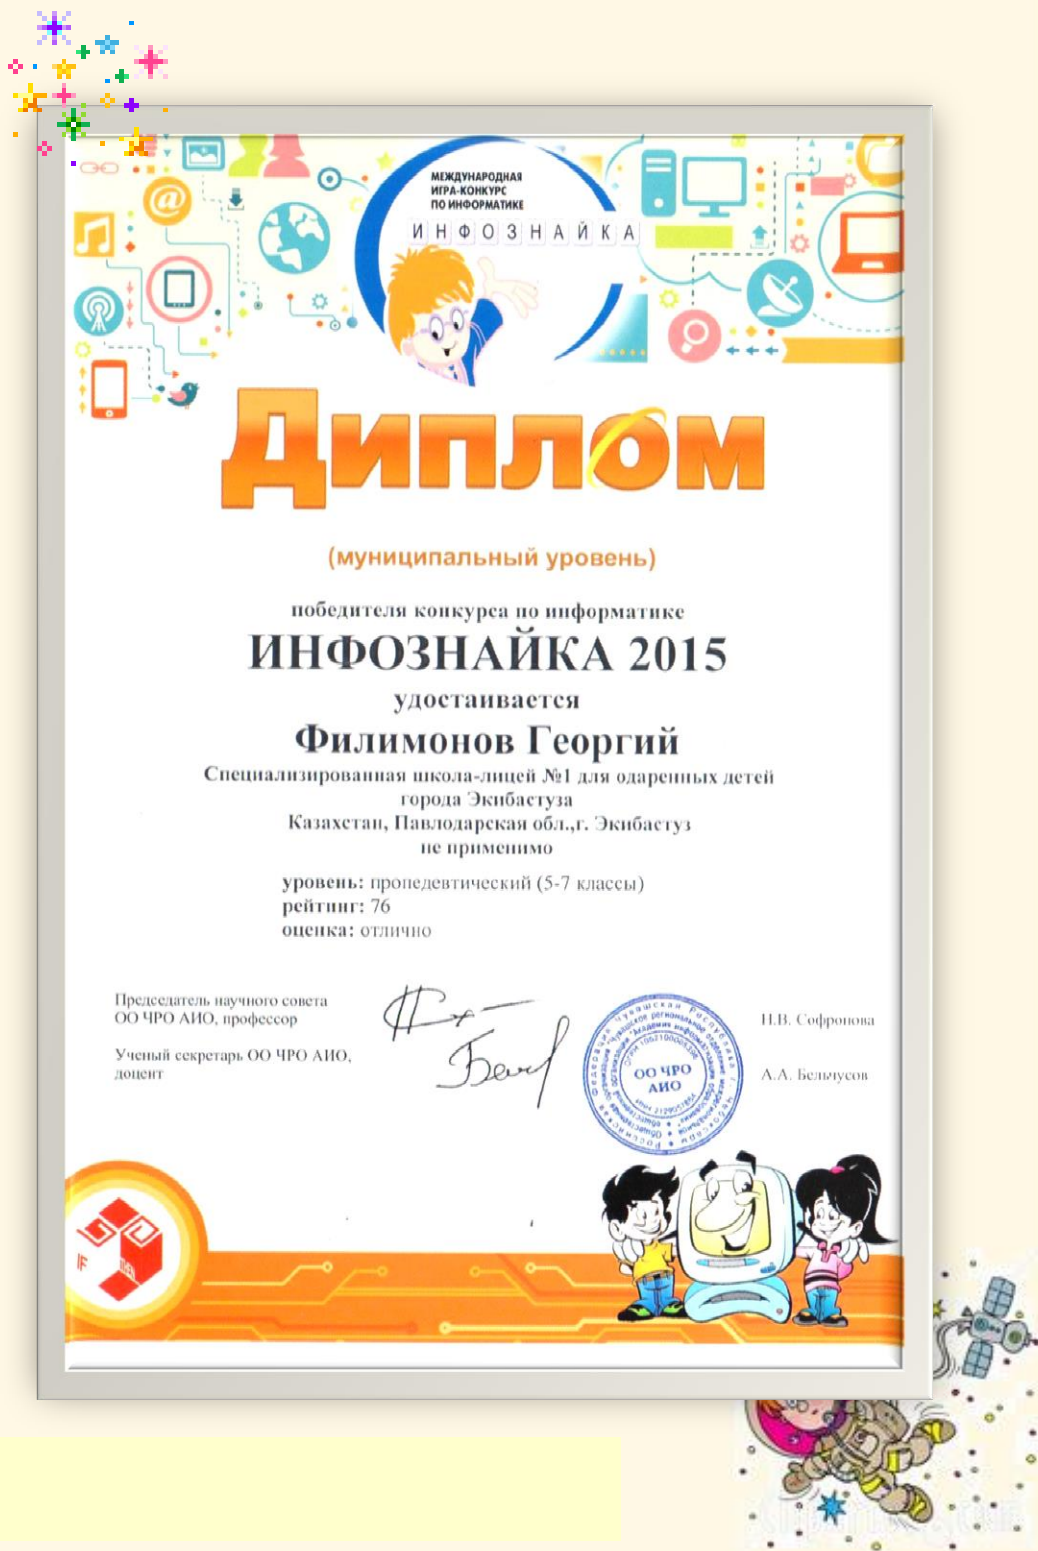 МЕЖДУНАРОДНАЯ
ИГРА-КОНКУРС
ПО ИНФОРМАТИКЕ
ИНФОЗНАЙКА
Диплом
(муниципальный уровень)
победителя конкурса по информатике
ИНФОЗНАЙКА 2015
удостаивается
Филимонов Георгий
Специализированная школа-лицей №1 для одаренных детей
города Экибастуза
Казахстан, Павлодарская обл.,г. Экибастуз
не применимо
уровень: пропедевтический (5-7 классы)
рейтинг: 76
оценка: отлично
Председатель научного совета
ОО ЧРО АИО, профессор
Н.В. Софронова
Ученый секретарь ОО ЧРО АИО,
доцент
А.А. Бельчусов
ОО ЧРО
АИО
IF